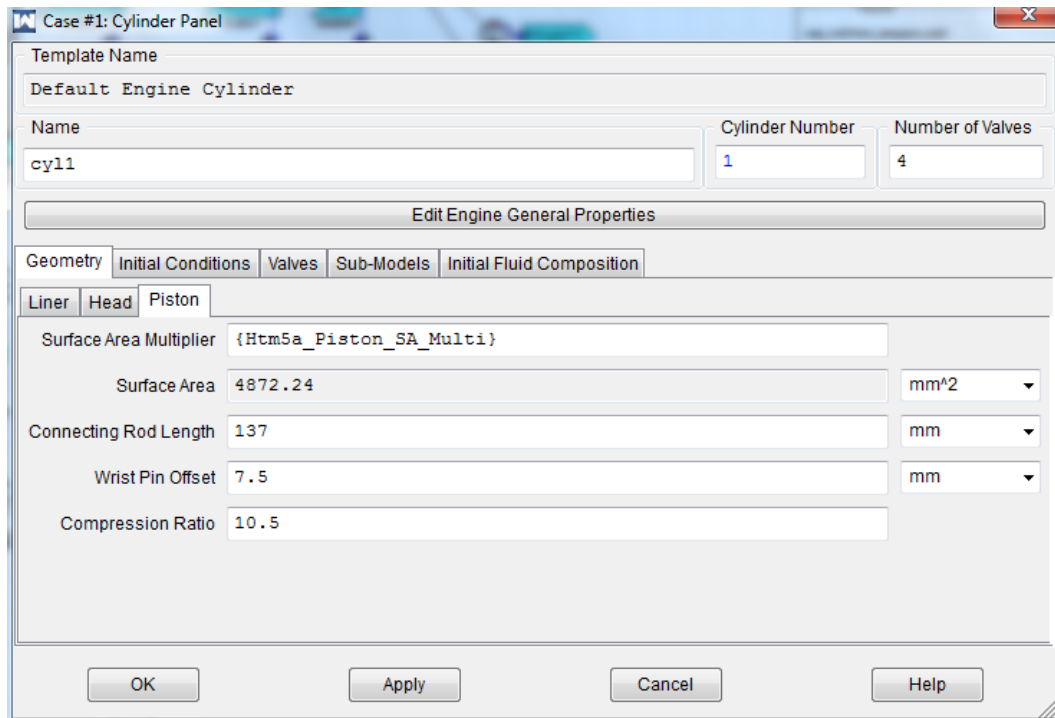 Case #1: Cylinder Panel
Template Name
Default Engine Cylinder
Name Cylinder Number Number of Valves
cyl1 1 4
Edit Engine General Properties
Geometry Initial Conditions Valves Sub-Models Initial Fluid Composition
Liner Head Piston
Surface Area Multiplier {Htm5a_Piston_SA_Multi}
Surface Area 4872.24 mm^2
Connecting Rod Length 137 mm
Wrist Pin Offset 7.5 mm
Compression Ratio 10.5
OK Apply Cancel Help